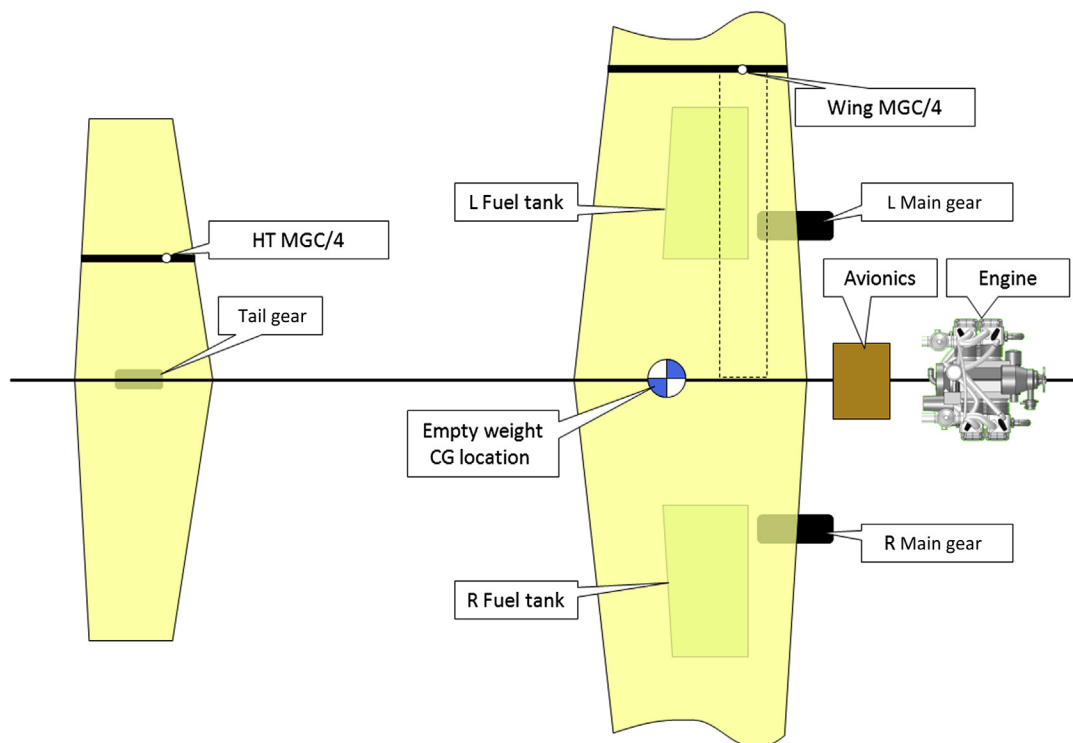 Wing MGC/4
L Fuel tank
L Main gear
HT MGC/4
Avionics
Engine
Tail gear
Empty weight
CG location
R Main gear
R Fuel tank